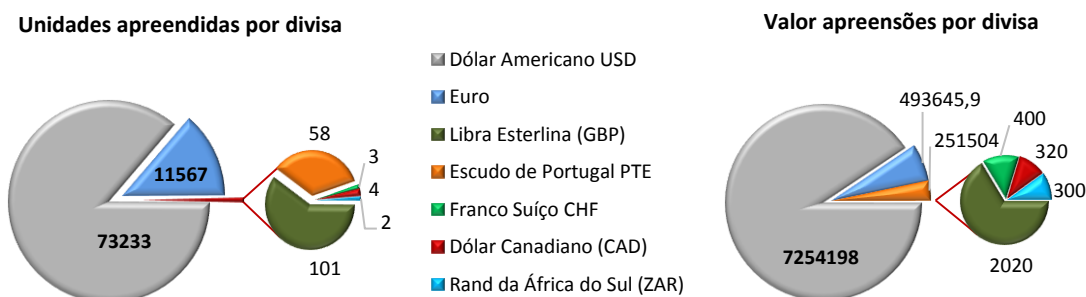 Unidades apreendidas por divisa
58
3
4
2
11567
73233
101
Dólar Americano USD
Euro
Libra Esterlina (GBP)
Escudo de Portugal PTE
Franco Suíço CHF
Dólar Canadiano (CAD)
Rand da África do Sul (ZAR)
Valor apreensões por divisa
493645,9
251504
400
320
300
7254198
2020